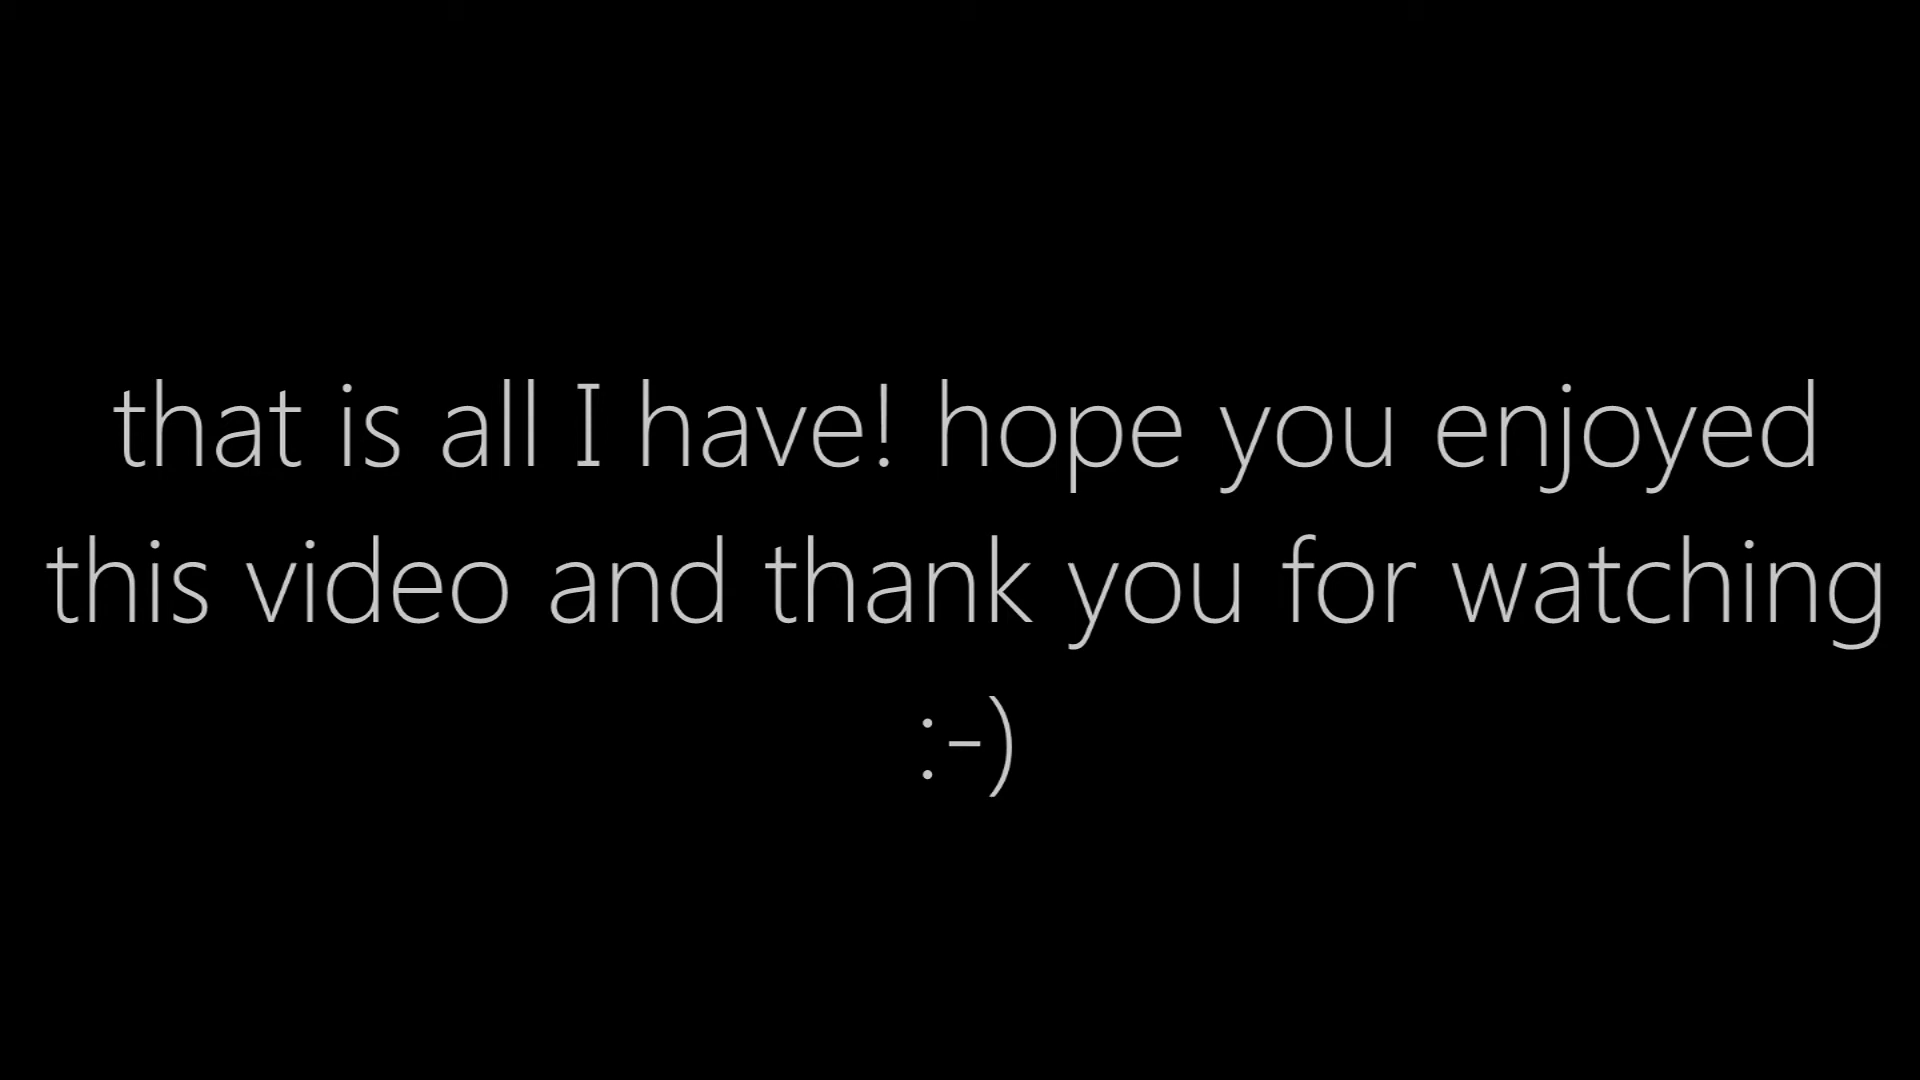 that is all I have! hope you enjoyed
this video and thank you for watching
:-)